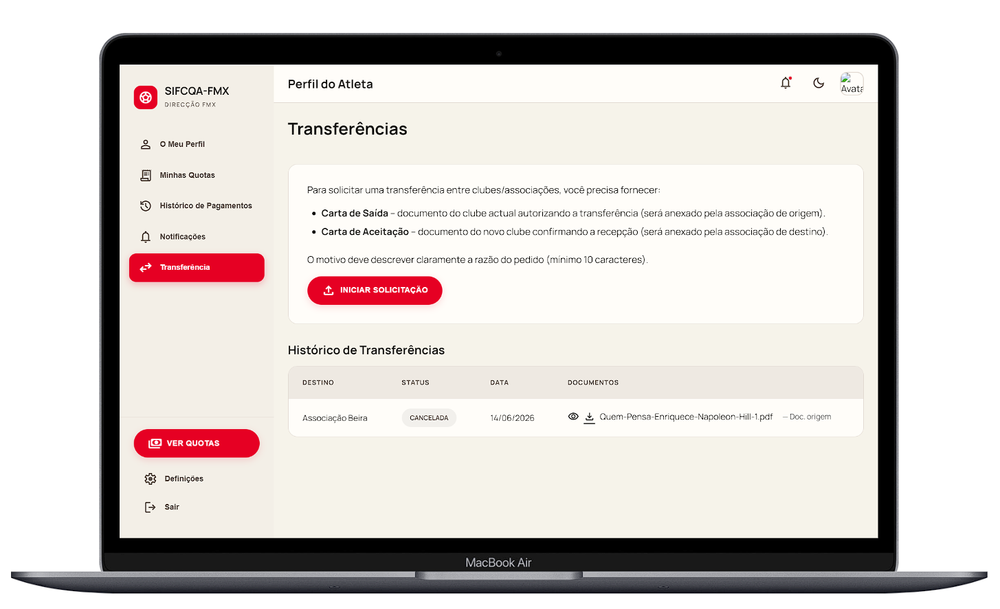 SIFCQA-FMX
DIRECÇÃO FMX
O Meu Perfil
Minhas Quotas
Histórico de Pagamentos
Notificações
Transferência
VER QUOTAS
Definições
Sair
Perfil do Atleta
Avata
Transferências
Para solicitar uma transferência entre clubes/associações, você precisa fornecer:
• Carta de Saída – documento do clube actual autorizando a transferência (será anexado pela associação de origem).
• Carta de Aceitação – documento do novo clube confirmando a recepção (será anexado pela associação de destino).
O motivo deve descrever claramente a razão do pedido (mínimo 10 caracteres).
INICIAR SOLICITAÇÃO
Histórico de Transferências
DESTINO STATUS DATA DOCUMENTOS
Associação Beira CANCELADA 14/06/2026 Quem-Pensa-Enriquece-Napoleon-Hill-1.pdf — Doc. origem
MacBook Air